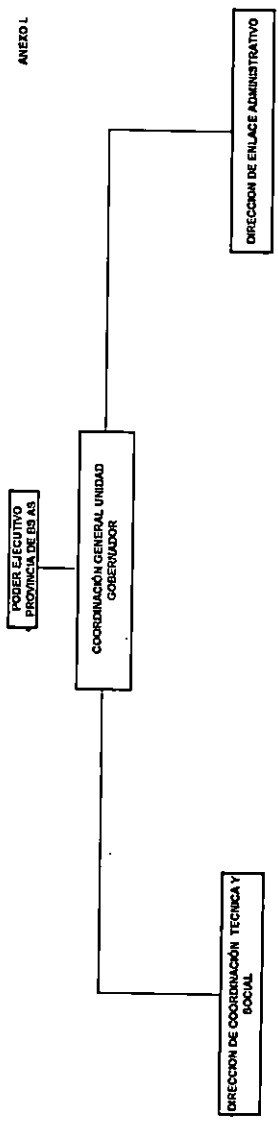 ANEXO I.
PODER EJECUTIVO
PROVINCIA DE BS AS
COORDINACIÓN GENERAL UNIDAD
GOBERNADOR
DIRECCION DE COORDINACIÓN TECNICA Y
SOCIAL
DIRECCION DE ENLACE ADMINISTRATIVO